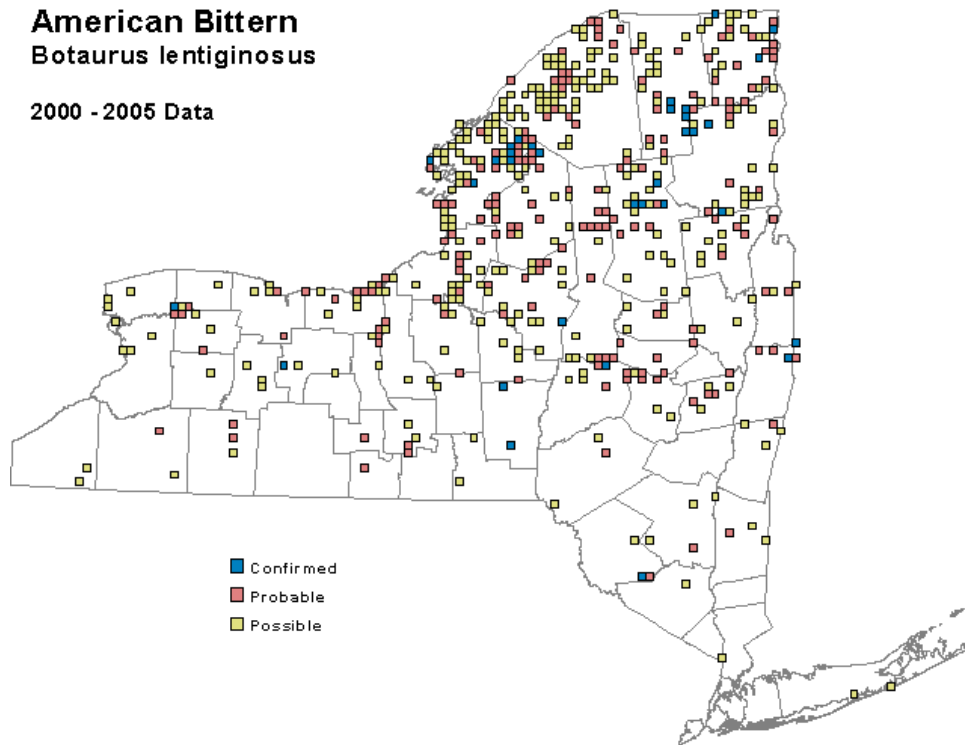 American Bittern
Botaurus lentiginosus
2000 - 2005 Data
Confirmed
Probable
Possible